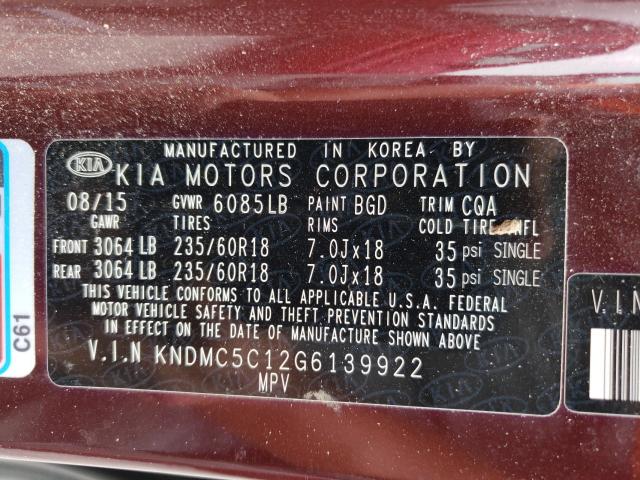 MANUFACTURED IN KOREA BY
KIA KIA MOTORS CORPORATION
08/15 GVWR 6085LB PAINT BGD TRIM CQA
GAWR TIRES RIMS COLD TIRE INFL
FRONT 3064 LB 235/60R18 7.0Jx18 35 psi SINGLE
REAR 3064 LB 235/60R18 7.0Jx18 35 psi SINGLE
THIS VEHICLE CONFORMS TO ALL APPLICABLE U.S.A. FEDERAL
MOTOR VEHICLE SAFETY AND THEFT PREVENTION STANDARDS
IN EFFECT ON THE DATE OF MANUFACTURE SHOWN ABOVE.
V.I.N KNDMC5C12G6139922
MPV
C61
V.I.N